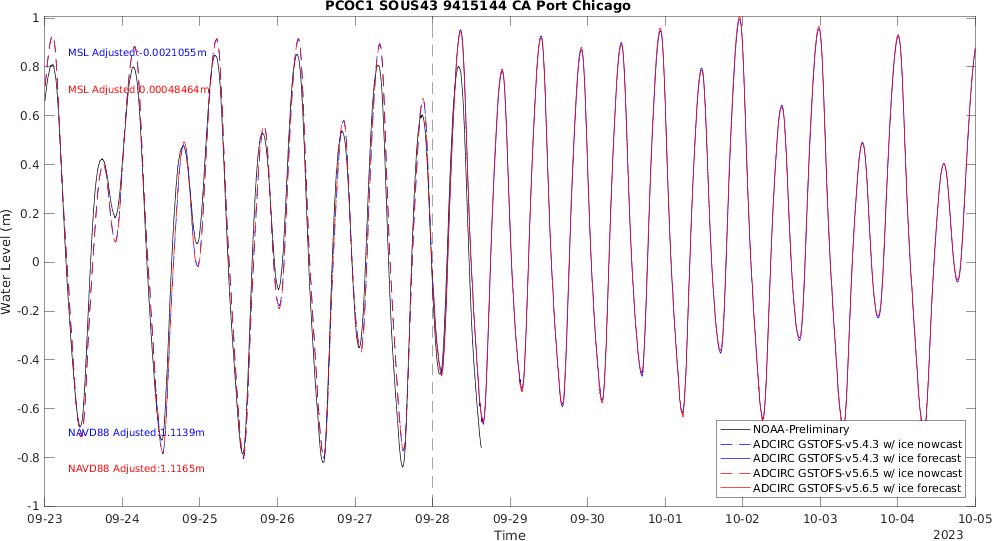 PCOC1 SOUS43 9415144 CA Port Chicago
Water Level (m)
1
0.8
0.6
0.4
0.2
0
-0.2
-0.4
-0.6
-0.8
-1
MSL Adjusted:-0.0021055m
MSL Adjusted:0.00048464m
NAVD88 Adjusted:1.1139m
NAVD88 Adjusted:1.1165m
NOAA-Preliminary
ADCIRC GSTOFS-v5.4.3 w/ ice nowcast
ADCIRC GSTOFS-v5.4.3 w/ ice forecast
ADCIRC GSTOFS-v5.6.5 w/ ice nowcast
ADCIRC GSTOFS-v5.6.5 w/ ice forecast
09-23 09-24 09-25 09-26 09-27 09-28 09-29 09-30 10-01 10-02 10-03 10-04 10-05
Time
2023